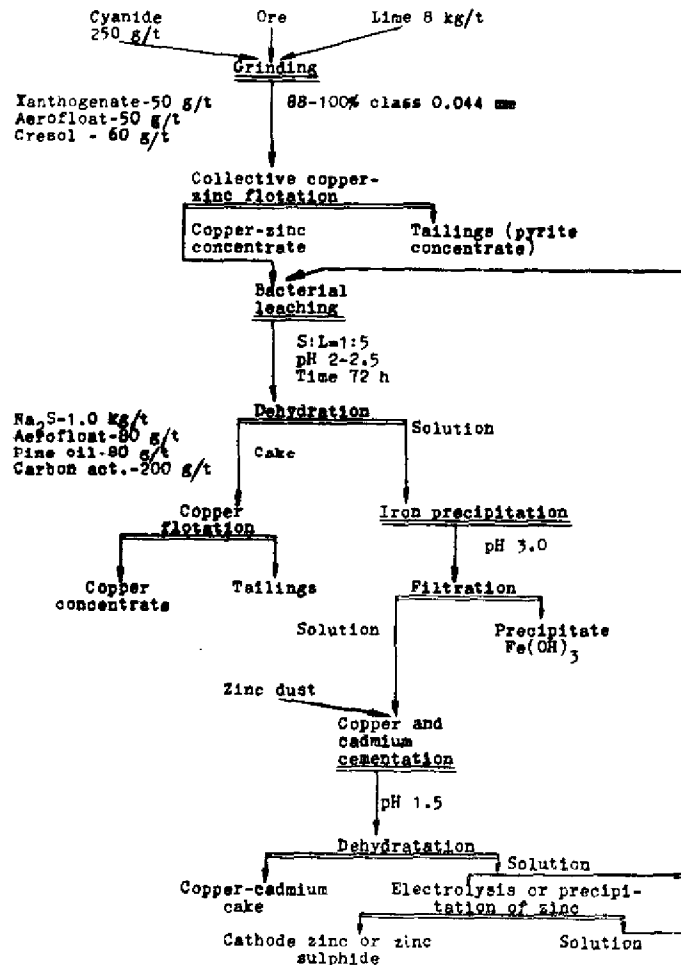 Cyanide
250 g/t
Ore
Lime 8 kg/t
Grinding
Xanthogenate-50 g/t
Aerofloat-50 g/t
Cresol - 60 g/t
88-100% class 0.044 mm
Collective copper-
zinc flotation
Copper-zinc
concentrate
Tailings (pyrite
concentrate)
Bacterial
leaching
S:L=1:5
pH 2-2.5
Time 72 h
Dehydration
Na₂S-1.0 kg/t
Aefofloat-80 g/t
Pine oil-80 g/t
Carbon act.-200 g/t
Cake
Solution
Copper
flotation
Iron precipitation
pH 3.0
Copper
concentrate
Tailings
Filtration
Solution
Precipitate
Fe(OH)₃
Zinc dust
Copper and
cadmium
cementation
pH 1.5
Dehydratation
Solution
Copper-cadmium
cake
Electrolysis or precipi-
tation of zinc
Cathode zinc or zinc
sulphide
Solution